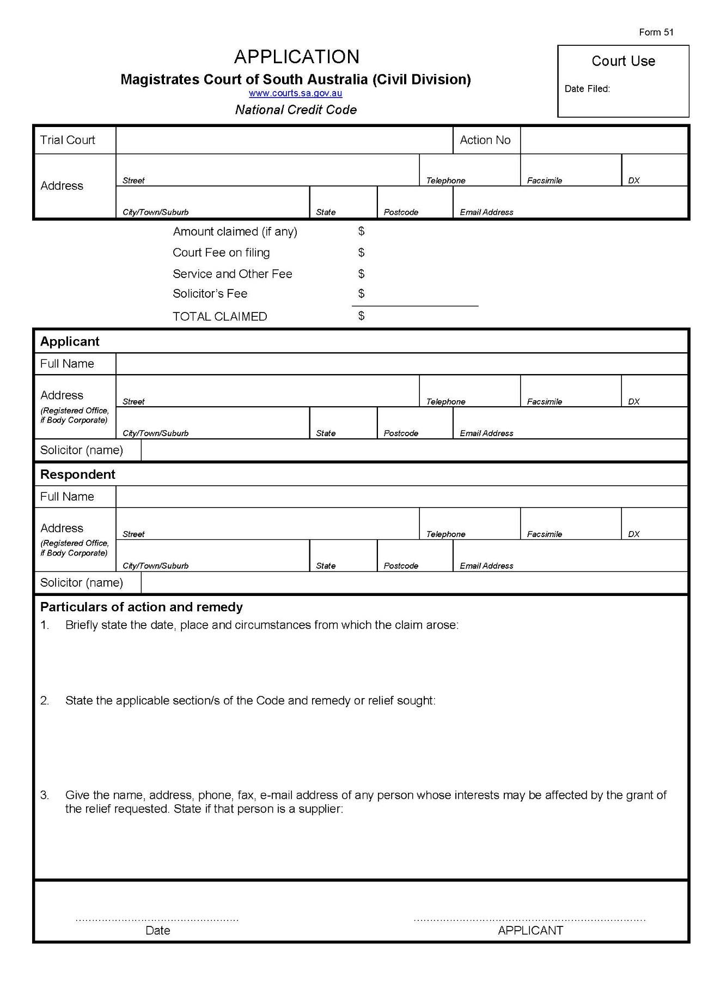 Form 51
APPLICATION
Court Use
Magistrates Court of South Australia (Civil Division)
www.courts.sa.gov.au
Date Filed:
National Credit Code
Trial Court
Action No
Address
Street
Telephone
Facsimile
DX
City/Town/Suburb
State
Postcode
Email Address
Amount claimed (if any) $
Court Fee on filing $
Service and Other Fee $
Solicitor's Fee $
TOTAL CLAIMED $
Applicant
Full Name
Address
(Registered Office,
if Body Corporate)
Street
Telephone
Facsimile
DX
City/Town/Suburb
State
Postcode
Email Address
Solicitor (name)
Respondent
Full Name
Address
(Registered Office,
if Body Corporate)
Street
Telephone
Facsimile
DX
City/Town/Suburb
State
Postcode
Email Address
Solicitor (name)
Particulars of action and remedy
1. Briefly state the date, place and circumstances from which the claim arose:
2. State the applicable section/s of the Code and remedy or relief sought:
3. Give the name, address, phone, fax, e-mail address of any person whose interests may be affected by the grant of
the relief requested. State if that person is a supplier:
Date
APPLICANT